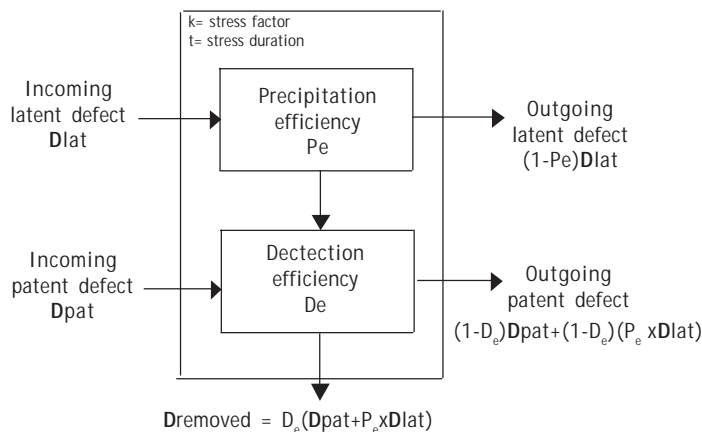 k= stress factor
t= stress duration
Incoming
latent defect
Dlat
Precipitation
efficiency
Pe
Outgoing
latent defect
(1-Pe)Dlat
Incoming
patent defect
Dpat
Dectection
efficiency
De
Outgoing
patent defect
(1-De)Dpat+(1-De)(Pe xDlat)
Dremoved = De(Dpat+PexDlat)